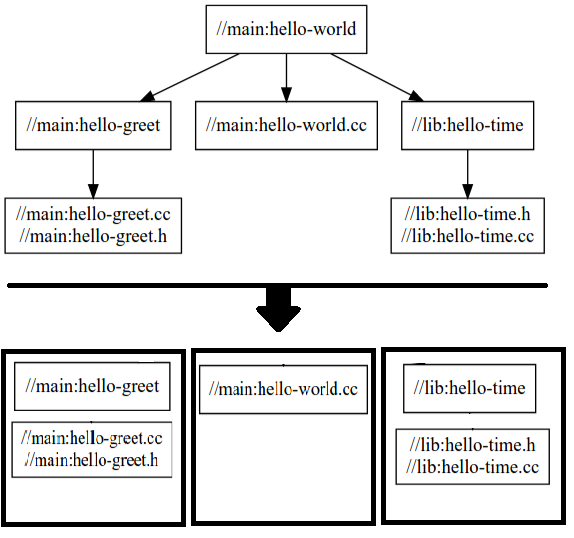 //main:hello-world
//main:hello-greet
//main:hello-world.cc
//lib:hello-time
//main:hello-greet.cc
//main:hello-greet.h
//lib:hello-time.h
//lib:hello-time.cc
//main:hello-greet
//main:hello-greet.cc
//main:hello-greet.h
//main:hello-world.cc
//lib:hello-time
//lib:hello-time.h
//lib:hello-time.cc